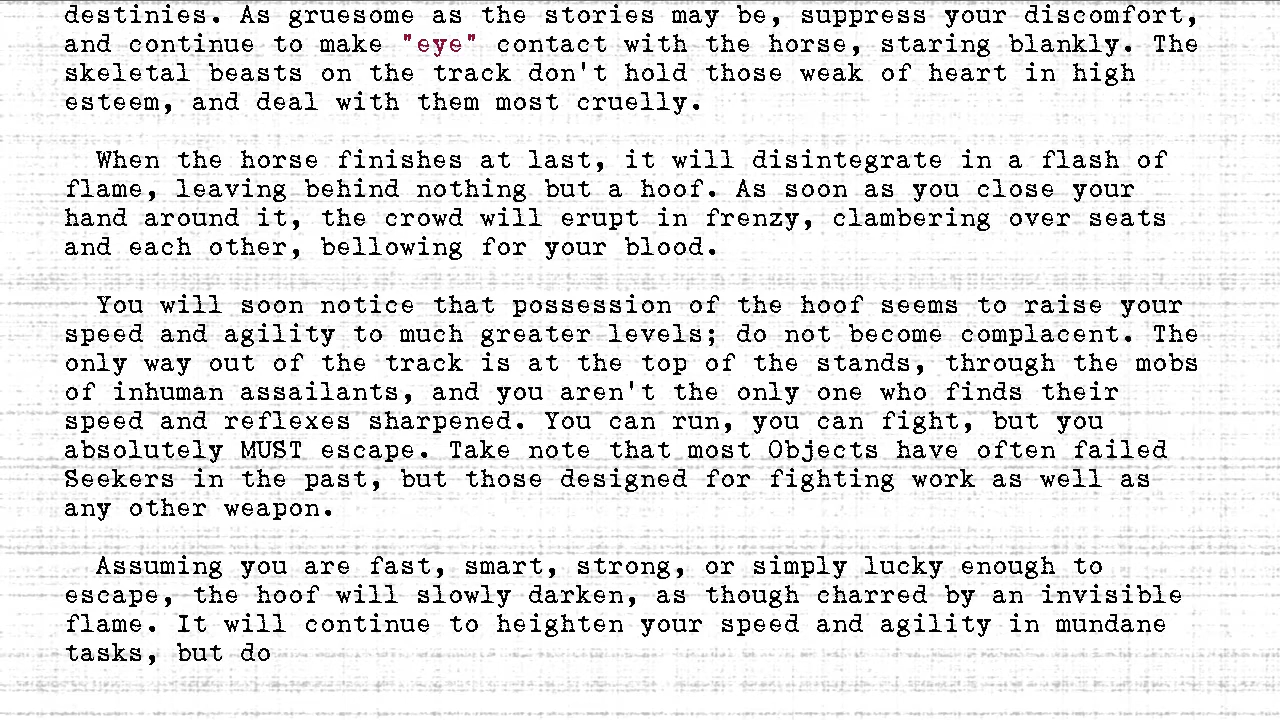 destinies. As gruesome as the stories may be, suppress your discomfort,
and continue to make "eye" contact with the horse, staring blankly. The
skeletal beasts on the track don't hold those weak of heart in high
esteem, and deal with them most cruelly.
When the horse finishes at last, it will disintegrate in a flash of
flame, leaving behind nothing but a hoof. As soon as you close your
hand around it, the crowd will erupt in frenzy, clambering over seats
and each other, bellowing for your blood.
You will soon notice that possession of the hoof seems to raise your
speed and agility to much greater levels; do not become complacent. The
only way out of the track is at the top of the stands, through the mobs
of inhuman assailants, and you aren't the only one who finds their
speed and reflexes sharpened. You can run, you can fight, but you
absolutely MUST escape. Take note that most Objects have often failed
Seekers in the past, but those designed for fighting work as well as
any other weapon.
Assuming you are fast, smart, strong, or simply lucky enough to
escape, the hoof will slowly darken, as though charred by an invisible
flame. It will continue to heighten your speed and agility in mundane
tasks, but do